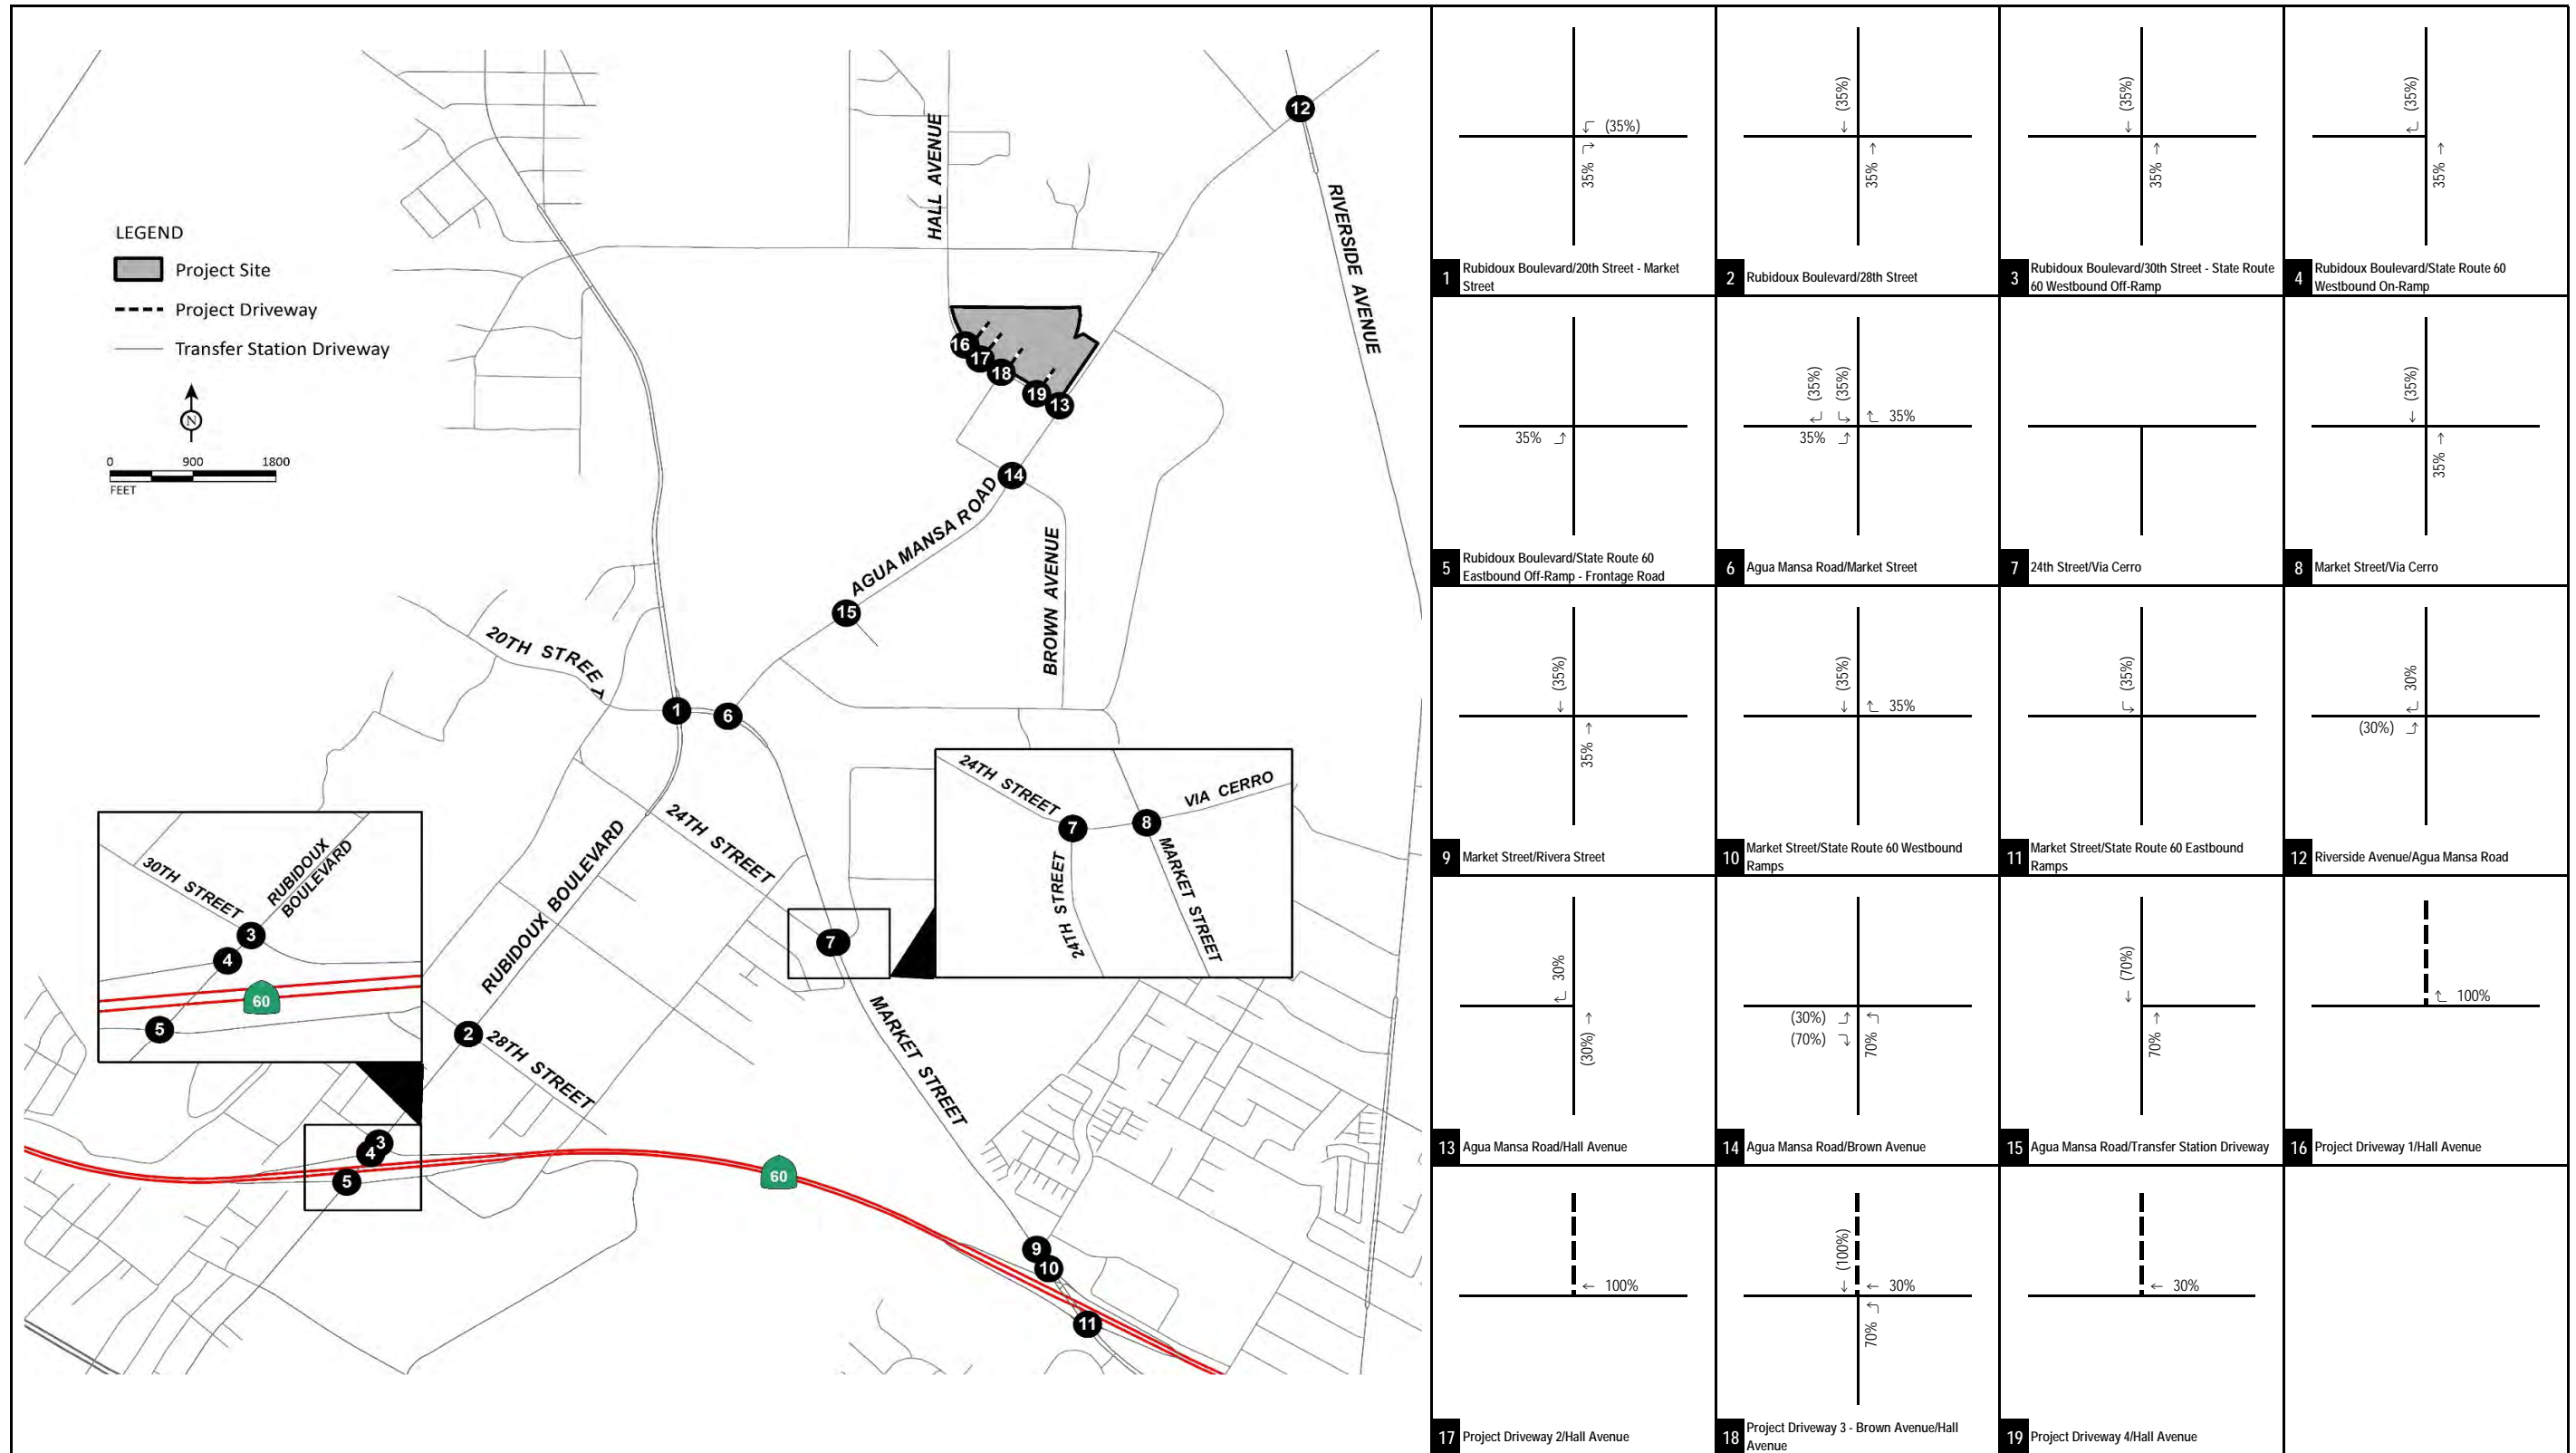 LEGEND
Project Site
Project Driveway
Transfer Station Driveway
N
0 900 1800
FEET
HALL AVENUE
RIVERSIDE AVENUE
12
16
17
18
19
13
14
AGUA MANSA ROAD
15
BROWN AVENUE
20TH STREET
1
6
24TH STREET
RUBIDOUX BOULEVARD
7
MARKET STREET
2
28TH STREET
3
4
5
60
9
10
11
30TH STREET
RUBIDOUX
BOULEVARD
3
4
60
5
24TH STREET
VIA CERRO
7
8
24TH STREET
MARKET STREET
(35%)
35%
1 Rubidoux Boulevard/20th Street - Market
Street
(35%)
35%
2 Rubidoux Boulevard/28th Street
(35%)
35%
3 Rubidoux Boulevard/30th Street - State Route
60 Westbound Off-Ramp
(35%)
35%
4 Rubidoux Boulevard/State Route 60
Westbound On-Ramp
35%
5 Rubidoux Boulevard/State Route 60
Eastbound Off-Ramp - Frontage Road
(35%) (35%)
35%
35%
6 Agua Mansa Road/Market Street
7 24th Street/Via Cerro
(35%)
35%
8 Market Street/Via Cerro
(35%)
35%
9 Market Street/Rivera Street
(35%)
35%
10 Market Street/State Route 60 Westbound
Ramps
(35%)
11 Market Street/State Route 60 Eastbound
Ramps
30%
(30%)
12 Riverside Avenue/Agua Mansa Road
30%
(30%)
13 Agua Mansa Road/Hall Avenue
(30%)
(70%)
70%
14 Agua Mansa Road/Brown Avenue
(70%)
70%
15 Agua Mansa Road/Transfer Station Driveway
100%
16 Project Driveway 1/Hall Avenue
100%
17 Project Driveway 2/Hall Avenue
(100%)
30%
70%
18 Project Driveway 3 - Brown Avenue/Hall
Avenue
30%
19 Project Driveway 4/Hall Avenue